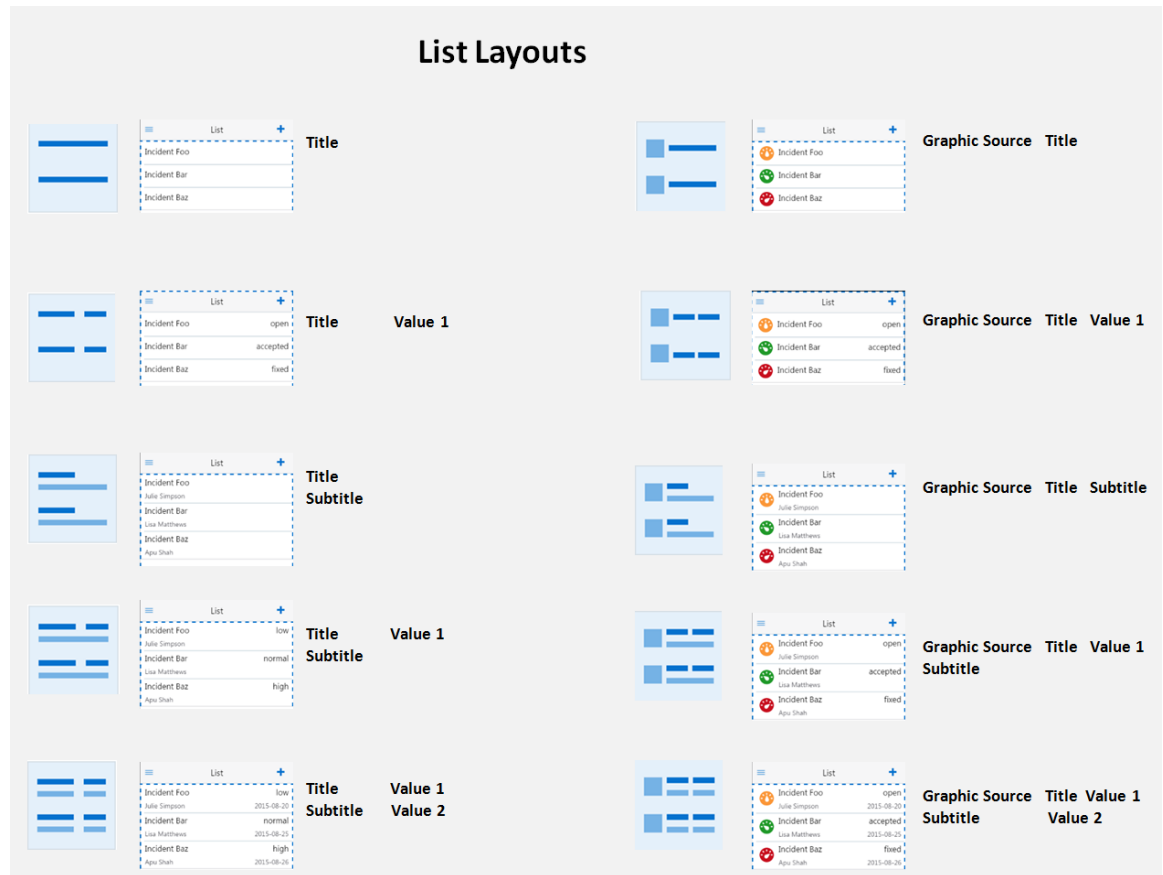 List Layouts
List +
Incident Foo
Incident Bar
Incident Baz
Title
List +
Incident Foo
Incident Bar
Incident Baz
Graphic Source Title
List +
Incident Foo open
Incident Bar accepted
Incident Baz fixed
Title Value 1
List +
Incident Foo open
Incident Bar accepted
Incident Baz fixed
Graphic Source Title Value 1
List +
Incident Foo
Julie Simpson
Incident Bar
Lisa Matthews
Incident Baz
Apu Shah
Title
Subtitle
List +
Incident Foo
Julie Simpson
Incident Bar
Lisa Matthews
Incident Baz
Apu Shah
Graphic Source Title Subtitle
List +
Incident Foo low
Julie Simpson
Incident Bar normal
Lisa Matthews
Incident Baz high
Apu Shah
Title Value 1
Subtitle
List +
Incident Foo open
Julie Simpson
Incident Bar accepted
Lisa Matthews
Incident Baz fixed
Apu Shah
Graphic Source Title Value 1
Subtitle
List +
Incident Foo low
Julie Simpson 2015-08-20
Incident Bar normal
Lisa Matthews 2015-08-25
Incident Baz high
Apu Shah 2015-08-26
Title Value 1
Subtitle Value 2
List +
Incident Foo open
Julie Simpson 2015-08-20
Incident Bar accepted
Lisa Matthews 2015-08-25
Incident Baz fixed
Apu Shah 2015-08-26
Graphic Source Title Value 1
Subtitle Value 2